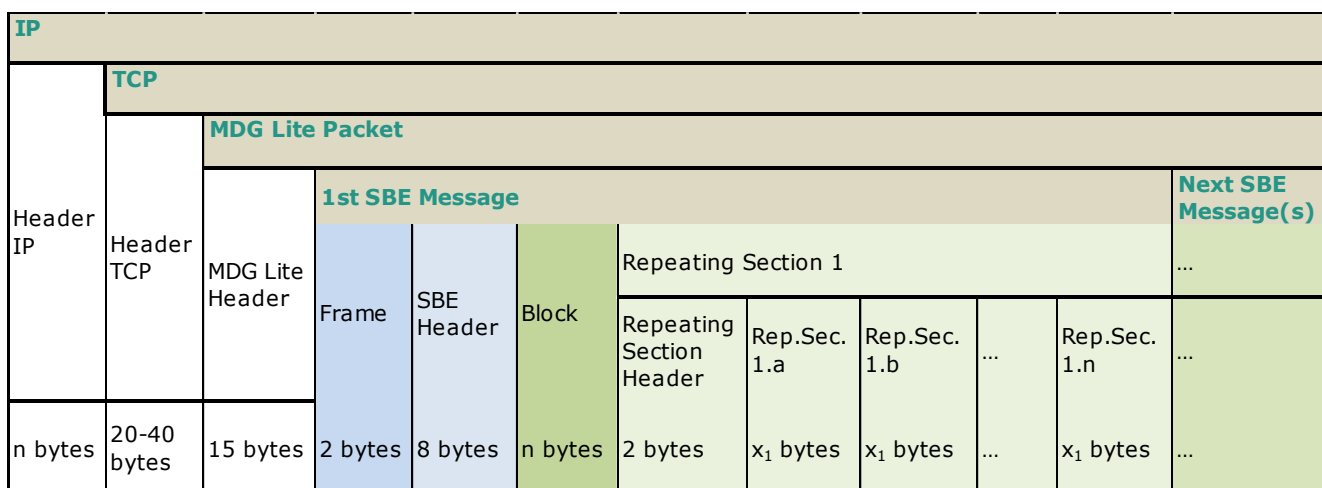 IP
TCP
MDG Lite Packet
1st SBE Message
Next SBE
Message(s)
Header
IP
Header
TCP
MDG Lite
Header
Frame
SBE
Header
Block
Repeating Section 1
…
Repeating
Section
Header
Rep.Sec.
1.a
Rep.Sec.
1.b
…
Rep.Sec.
1.n
…
n bytes
20-40
bytes
15 bytes
2 bytes
8 bytes
n bytes
2 bytes
x₁ bytes
x₁ bytes
…
x₁ bytes
…